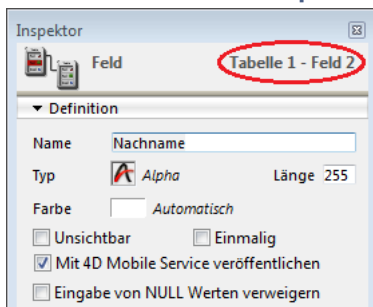 Inspektor
Feld Tabelle 1 - Feld 2
Definition
Name Nachname
Typ Alpha Länge 255
Farbe Automatisch
Unsichtbar Einmalig
Mit 4D Mobile Service veröffentlichen
Eingabe von NULL Werten verweigern